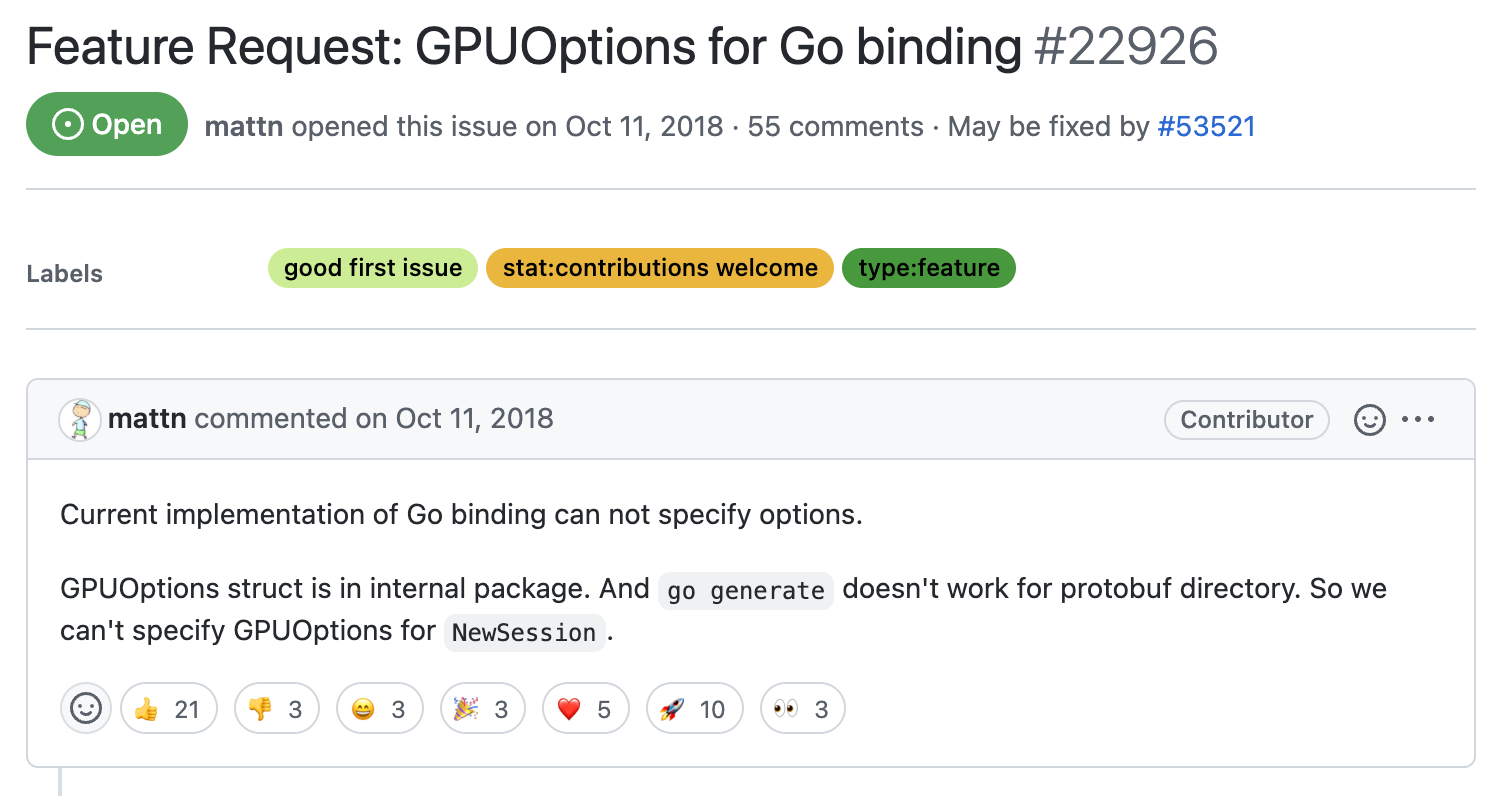 Feature Request: GPUOptions for Go binding #22926
Open mattn opened this issue on Oct 11, 2018 · 55 comments · May be fixed by #53521
Labels good first issue stat:contributions welcome type:feature
mattn commented on Oct 11, 2018 Contributor
Current implementation of Go binding can not specify options.
GPUOptions struct is in internal package. And go generate doesn't work for protobuf directory. So we
can't specify GPUOptions for NewSession.
👍 21 👎 3 😄 3 🎉 3 ❤️ 5 🚀 10 👀 3